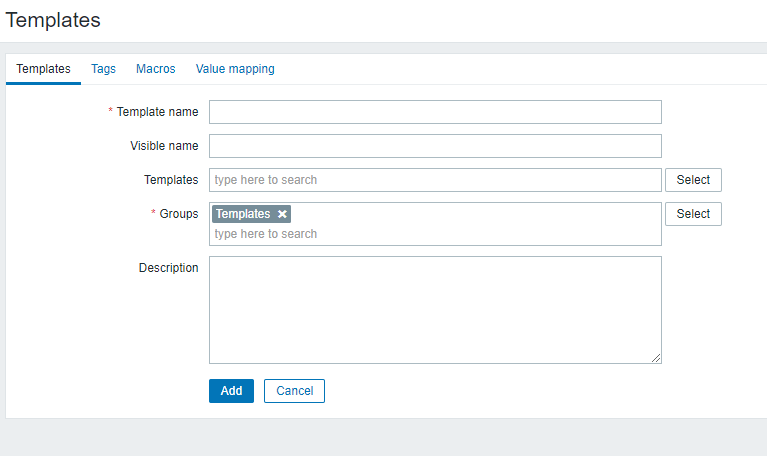 Templates
Templates Tags Macros Value mapping
* Template name
Visible name
Templates type here to search Select
* Groups Templates × Select
type here to search
Description
Add Cancel